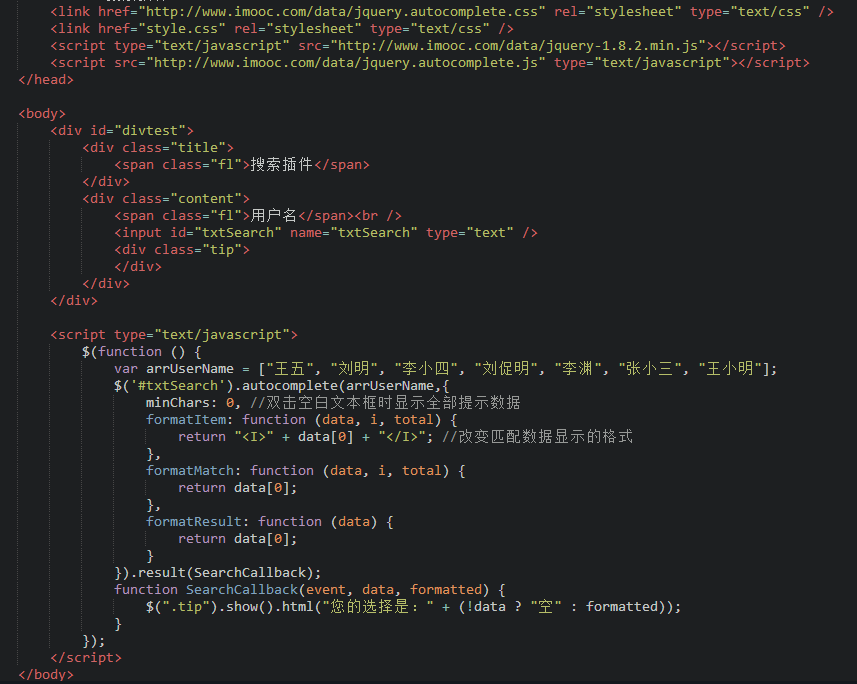 <link href="http://www.imooc.com/data/jquery.autocomplete.css" rel="stylesheet" type="text/css" />
<link href="style.css" rel="stylesheet" type="text/css" />
<script type="text/javascript" src="http://www.imooc.com/data/jquery-1.8.2.min.js"></script>
<script src="http://www.imooc.com/data/jquery.autocomplete.js" type="text/javascript"></script>
</head>
<body>
<div id="divtest">
<div class="title">
<span class="fl">搜索插件</span>
</div>
<div class="content">
<span class="fl">用户名</span><br />
<input id="txtSearch" name="txtSearch" type="text" />
<div class="tip">
</div>
</div>
</div>
<script type="text/javascript">
$(function () {
var arrUserName = ["王五", "刘明", "李小四", "刘促明", "李渊", "张小三", "王小明"];
$('#txtSearch').autocomplete(arrUserName,{
minChars: 0, //双击空白文本框时显示全部提示数据
formatItem: function (data, i, total) {
return "<I>" + data[0] + "</I>"; //改变匹配数据显示的格式
},
formatMatch: function (data, i, total) {
return data[0];
},
formatResult: function (data) {
return data[0];
}
}).result(SearchCallback);
function SearchCallback(event, data, formatted) {
$(".tip").show().html("您的选择是：" + (!data ? "空" : formatted));
}
});
</script>
</body>